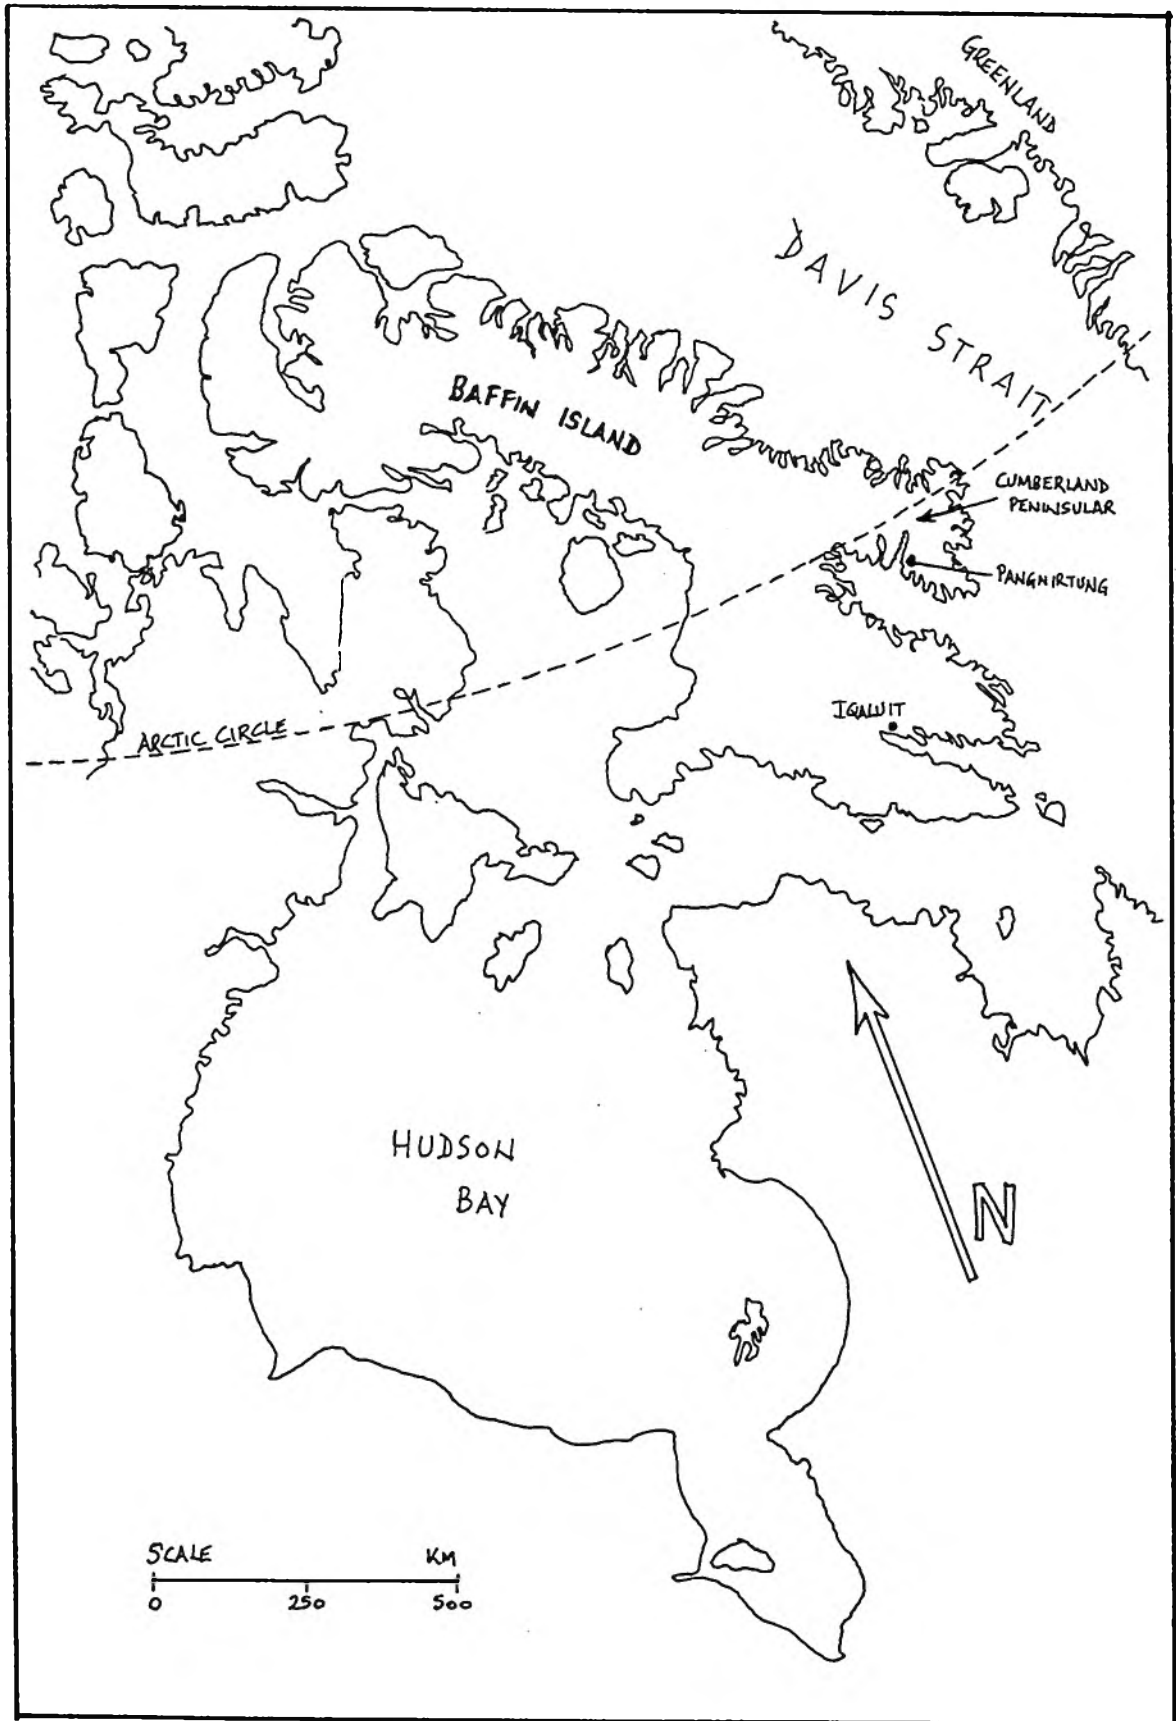 GREENLAND
DAVIS STRAIT
BAFFIN ISLAND
CUMBERLAND
PENINSULAR
PANGNIRTUNG
IQALUIT
ARCTIC CIRCLE
HUDSON
BAY
N
SCALE KM
0 250 500